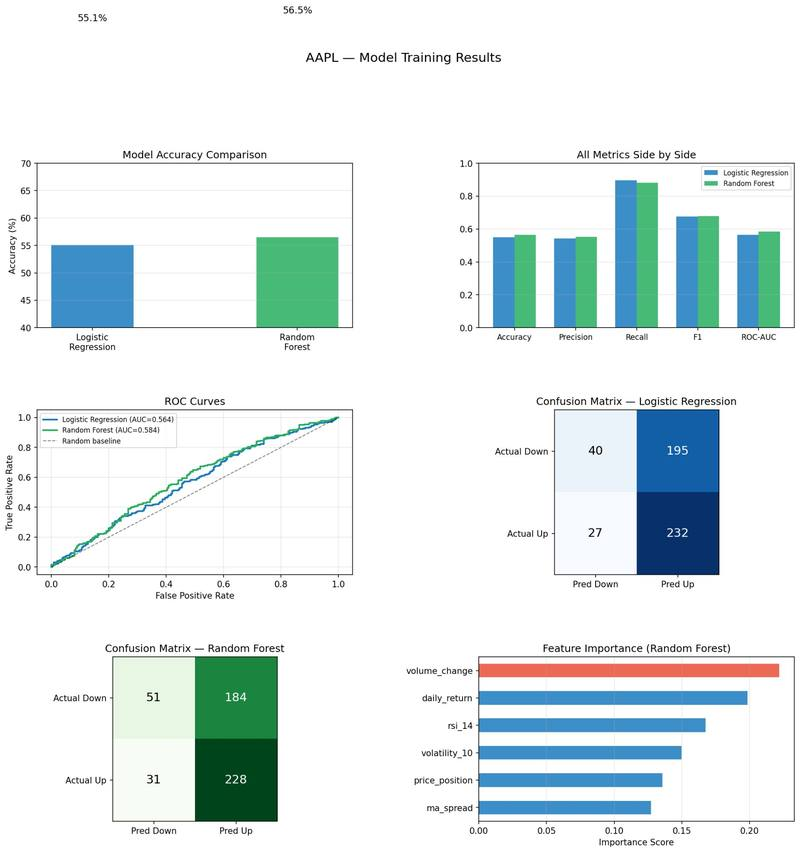 55.1%
56.5%
AAPL — Model Training Results
Model Accuracy Comparison
Accuracy (%)
70
65
60
55
50
45
40
Logistic
Regression
Random
Forest
All Metrics Side by Side
Logistic Regression
Random Forest
1.0
0.8
0.6
0.4
0.2
0.0
Accuracy
Precision
Recall
F1
ROC-AUC
ROC Curves
Logistic Regression (AUC=0.564)
Random Forest (AUC=0.584)
Random baseline
True Positive Rate
1.0
0.8
0.6
0.4
0.2
0.0
0.0
0.2
0.4
0.6
0.8
1.0
False Positive Rate
Confusion Matrix — Logistic Regression
Actual Down
40
195
Actual Up
27
232
Pred Down
Pred Up
Confusion Matrix — Random Forest
Actual Down
51
184
Actual Up
31
228
Pred Down
Pred Up
Feature Importance (Random Forest)
volume_change
daily_return
rsi_14
volatility_10
price_position
ma_spread
0.00
0.05
0.10
0.15
0.20
Importance Score